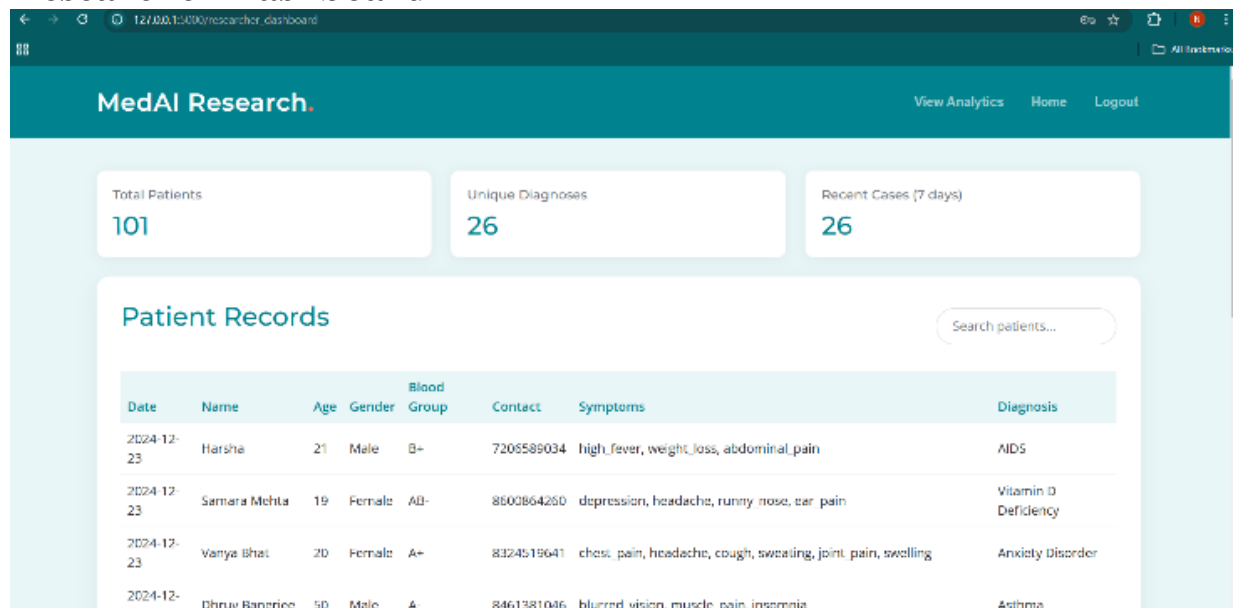 127.0.0.1:5000/researcher_dashboard
All Bookmarks
MedAI Research.
View Analytics Home Logout
Total Patients
101
Unique Diagnoses
26
Recent Cases (7 days)
26
Patient Records
Search patients...
Date Name Age Gender Blood Group Contact Symptoms Diagnosis
2024-12-23 Harsha 21 Male B+ 7206589034 high_fever, weight_loss, abdominal_pain AIDS
2024-12-23 Samara Mehta 19 Female AB- 8600864260 depression, headache, runny_nose, ear_pain Vitamin D Deficiency
2024-12-23 Vanya Bhat 20 Female A+ 8324519641 chest_pain, headache, cough, sweating, joint_pain, swelling Anxiety Disorder
2024-12- Dhruv Banerjee 50 Male A- 8461381046 blurred_vision, muscle_pain, insomnia Asthma